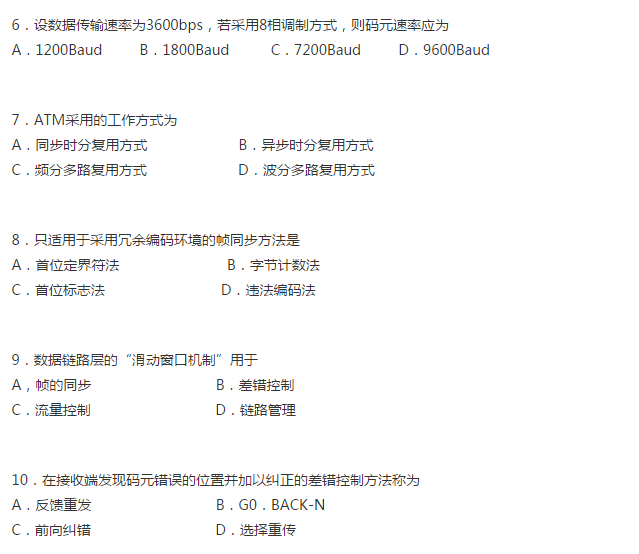 6．设数据传输速率为3600bps，若采用8相调制方式，则码元速率应为
A．1200Baud B．1800Baud C．7200Baud D．9600Baud
7．ATM采用的工作方式为
A．同步时分复用方式 B．异步时分复用方式
C．频分多路复用方式 D．波分多路复用方式
8．只适用于采用冗余编码环境的帧同步方法是
A．首位定界符法 B．字节计数法
C．首位标志法 D．违法编码法
9．数据链路层的“滑动窗口机制”用于
A，帧的同步 B．差错控制
C．流量控制 D．链路管理
10．在接收端发现码元错误的位置并加以纠正的差错控制方法称为
A．反馈重发 B．G0．BACK-N
C．前向纠错 D．选择重传